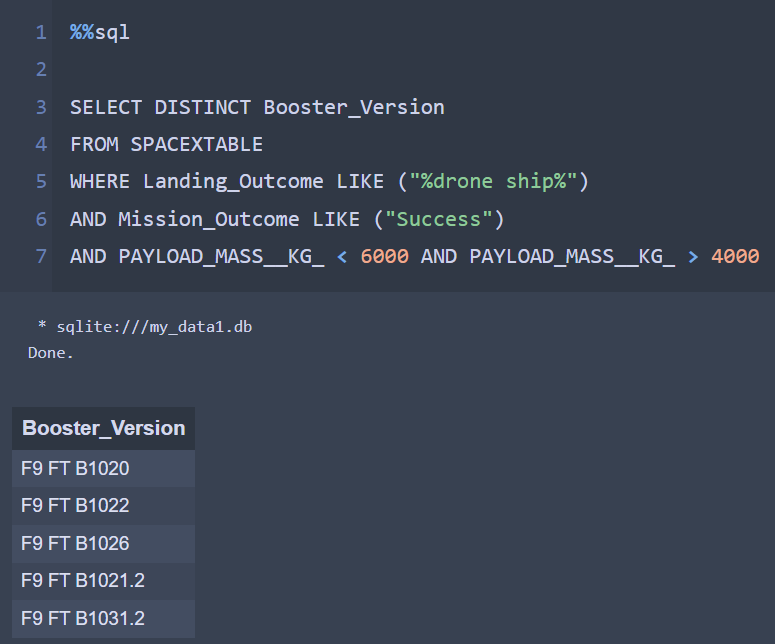 1 %%sql
2
3 SELECT DISTINCT Booster_Version
4 FROM SPACEXTABLE
5 WHERE Landing_Outcome LIKE ("%drone ship%")
6 AND Mission_Outcome LIKE ("Success")
7 AND PAYLOAD_MASS__KG_ < 6000 AND PAYLOAD_MASS__KG_ > 4000
* sqlite:///my_data1.db
Done.
Booster_Version
F9 FT B1020
F9 FT B1022
F9 FT B1026
F9 FT B1021.2
F9 FT B1031.2